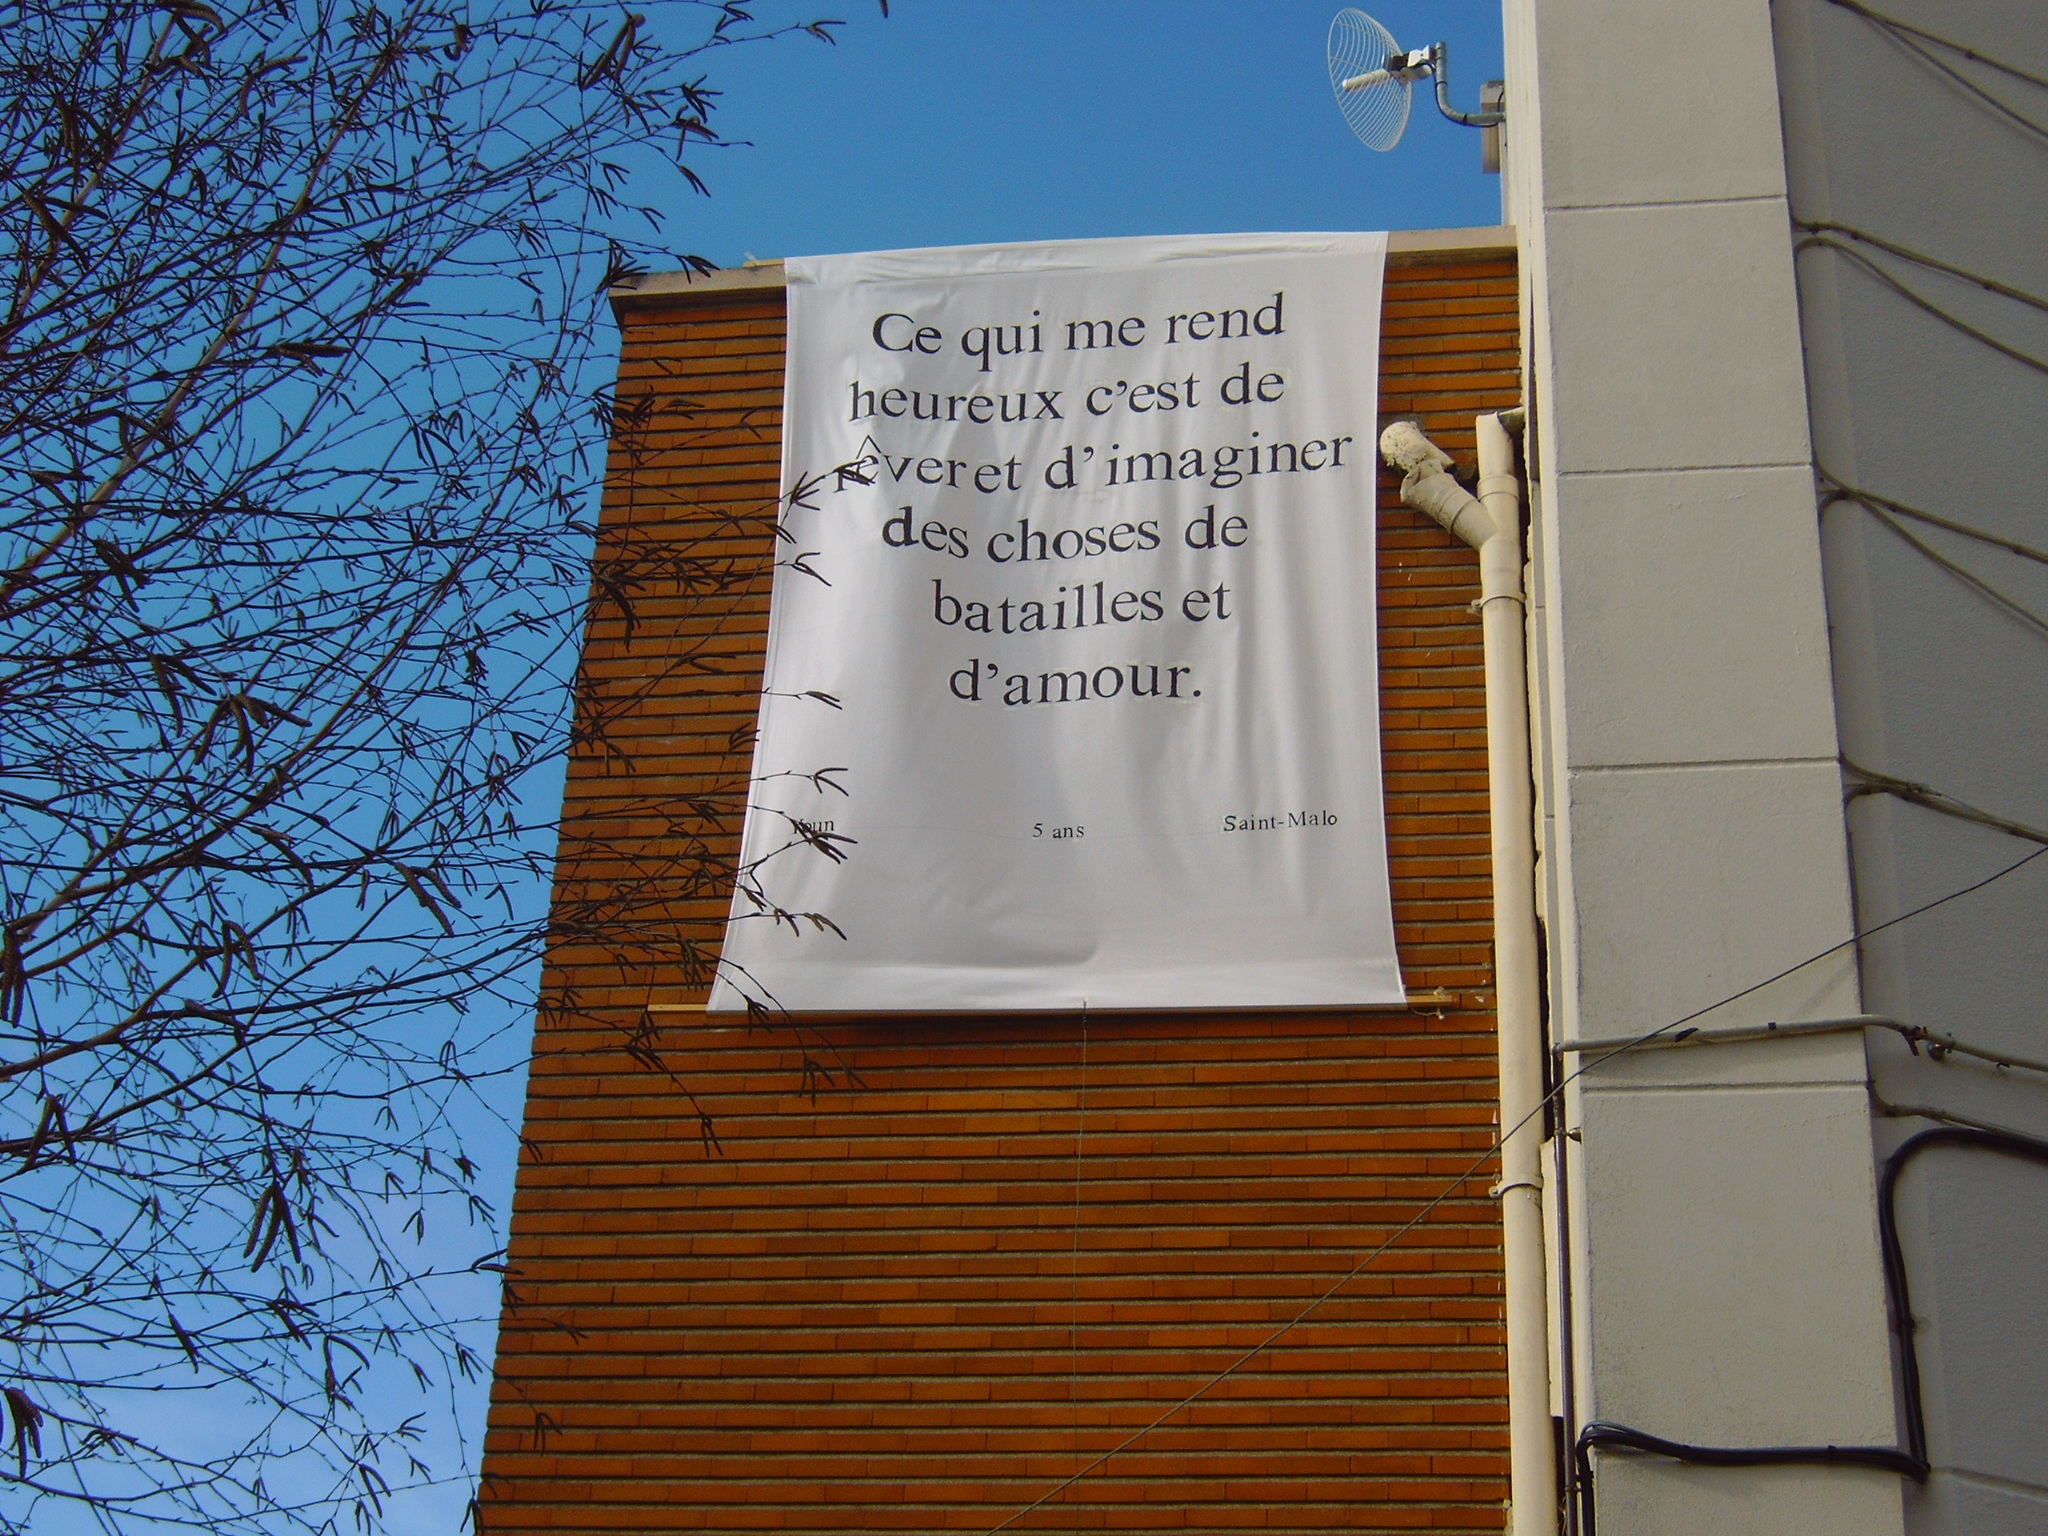 Ce qui me rend
heureux c'est de
rêver et d'imaginer
des choses de
batailles et
d'amour.
Youn 5 ans Saint-Malo